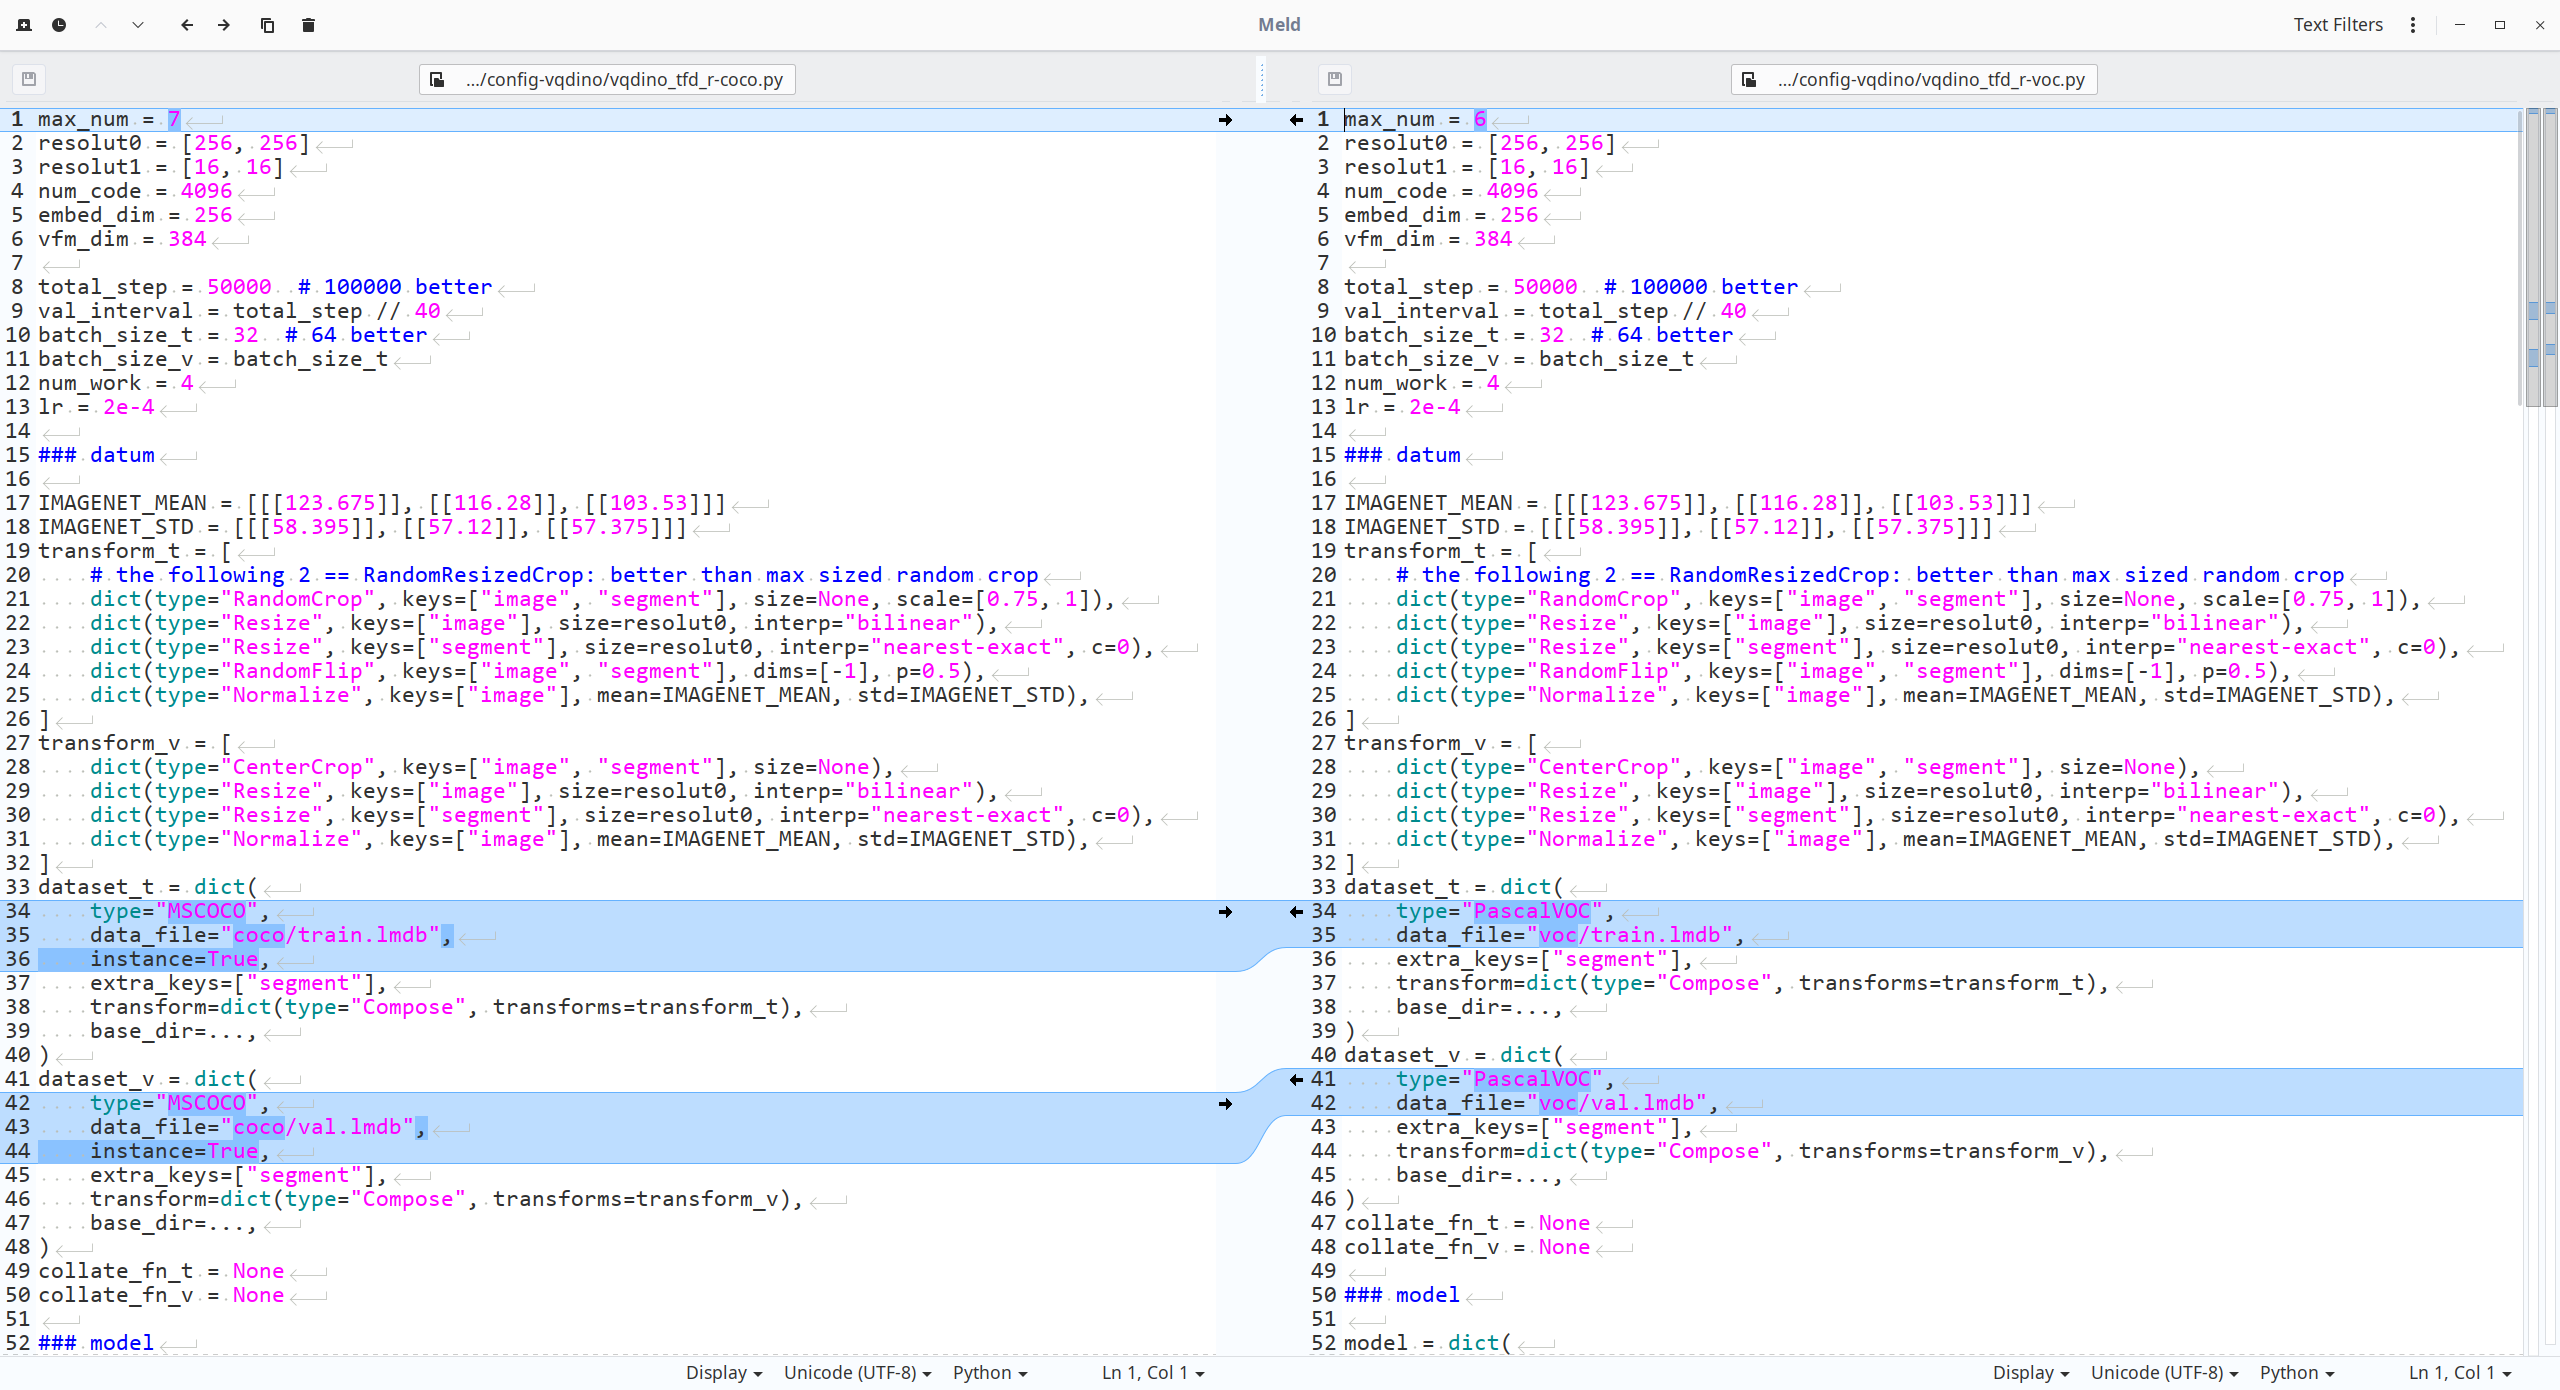 Meld
Text Filters
.../config-vqdino/vqdino_tfd_r-coco.py
1 max_num = 7
2 resolut0 = [256, 256]
3 resolut1 = [16, 16]
4 num_code = 4096
5 embed_dim = 256
6 vfm_dim = 384
7
8 total_step = 50000  # 100000 better
9 val_interval = total_step // 40
10 batch_size_t = 32  # 64 better
11 batch_size_v = batch_size_t
12 num_work = 4
13 lr = 2e-4
14
15 ### datum
16
17 IMAGENET_MEAN = [[[123.675]], [[116.28]], [[103.53]]]
18 IMAGENET_STD = [[[58.395]], [[57.12]], [[57.375]]]
19 transform_t = [
20     # the following 2 == RandomResizedCrop: better than max sized random crop
21     dict(type="RandomCrop", keys=["image", "segment"], size=None, scale=[0.75, 1]),
22     dict(type="Resize", keys=["image"], size=resolut0, interp="bilinear"),
23     dict(type="Resize", keys=["segment"], size=resolut0, interp="nearest-exact", c=0),
24     dict(type="RandomFlip", keys=["image", "segment"], dims=[-1], p=0.5),
25     dict(type="Normalize", keys=["image"], mean=IMAGENET_MEAN, std=IMAGENET_STD),
26 ]
27 transform_v = [
28     dict(type="CenterCrop", keys=["image", "segment"], size=None),
29     dict(type="Resize", keys=["image"], size=resolut0, interp="bilinear"),
30     dict(type="Resize", keys=["segment"], size=resolut0, interp="nearest-exact", c=0),
31     dict(type="Normalize", keys=["image"], mean=IMAGENET_MEAN, std=IMAGENET_STD),
32 ]
33 dataset_t = dict(
34     type="MSCOCO",
35     data_file="coco/train.lmdb",
36     instance=True,
37     extra_keys=["segment"],
38     transform=dict(type="Compose", transforms=transform_t),
39     base_dir=...,
40 )
41 dataset_v = dict(
42     type="MSCOCO",
43     data_file="coco/val.lmdb",
44     instance=True,
45     extra_keys=["segment"],
46     transform=dict(type="Compose", transforms=transform_v),
47     base_dir=...,
48 )
49 collate_fn_t = None
50 collate_fn_v = None
51
52 ### model
Display Unicode (UTF-8) Python Ln 1, Col 1
.../config-vqdino/vqdino_tfd_r-voc.py
1 max_num = 6
2 resolut0 = [256, 256]
3 resolut1 = [16, 16]
4 num_code = 4096
5 embed_dim = 256
6 vfm_dim = 384
7
8 total_step = 50000  # 100000 better
9 val_interval = total_step // 40
10 batch_size_t = 32  # 64 better
11 batch_size_v = batch_size_t
12 num_work = 4
13 lr = 2e-4
14
15 ### datum
16
17 IMAGENET_MEAN = [[[123.675]], [[116.28]], [[103.53]]]
18 IMAGENET_STD = [[[58.395]], [[57.12]], [[57.375]]]
19 transform_t = [
20     # the following 2 == RandomResizedCrop: better than max sized random crop
21     dict(type="RandomCrop", keys=["image", "segment"], size=None, scale=[0.75, 1]),
22     dict(type="Resize", keys=["image"], size=resolut0, interp="bilinear"),
23     dict(type="Resize", keys=["segment"], size=resolut0, interp="nearest-exact", c=0),
24     dict(type="RandomFlip", keys=["image", "segment"], dims=[-1], p=0.5),
25     dict(type="Normalize", keys=["image"], mean=IMAGENET_MEAN, std=IMAGENET_STD),
26 ]
27 transform_v = [
28     dict(type="CenterCrop", keys=["image", "segment"], size=None),
29     dict(type="Resize", keys=["image"], size=resolut0, interp="bilinear"),
30     dict(type="Resize", keys=["segment"], size=resolut0, interp="nearest-exact", c=0),
31     dict(type="Normalize", keys=["image"], mean=IMAGENET_MEAN, std=IMAGENET_STD),
32 ]
33 dataset_t = dict(
34     type="PascalVOC",
35     data_file="voc/train.lmdb",
36     extra_keys=["segment"],
37     transform=dict(type="Compose", transforms=transform_t),
38     base_dir=...,
39 )
40 dataset_v = dict(
41     type="PascalVOC",
42     data_file="voc/val.lmdb",
43     extra_keys=["segment"],
44     transform=dict(type="Compose", transforms=transform_v),
45     base_dir=...,
46 )
47 collate_fn_t = None
48 collate_fn_v = None
49
50 ### model
51
52 model = dict(
Display Unicode (UTF-8) Python Ln 1, Col 1